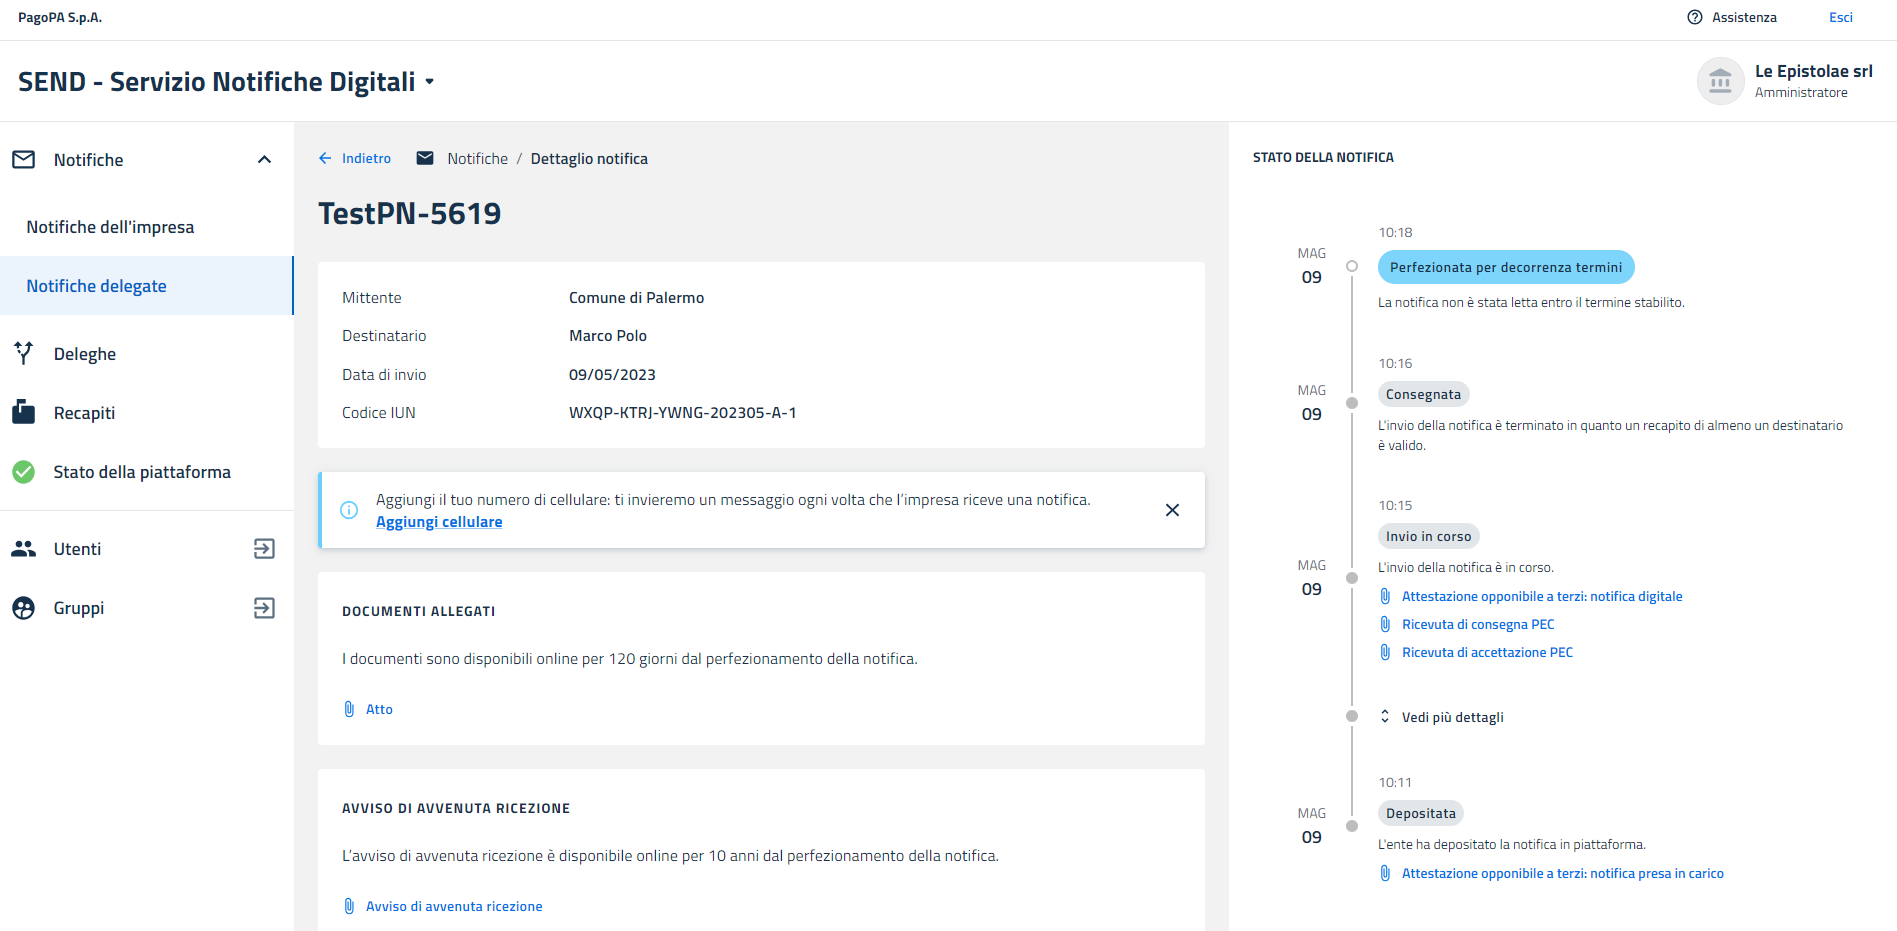 PagoPA S.p.A.
Assistenza
Esci
SEND - Servizio Notifiche Digitali
Le Epistolae srl
Amministratore
Notifiche
Notifiche dell'impresa
Notifiche delegate
Deleghe
Recapiti
Stato della piattaforma
Utenti
Gruppi
Indietro
Notifiche / Dettaglio notifica
TestPN-5619
Mittente Comune di Palermo
Destinatario Marco Polo
Data di invio 09/05/2023
Codice IUN WXQP-KTRJ-YWNG-202305-A-1
Aggiungi il tuo numero di cellulare: ti invieremo un messaggio ogni volta che l’impresa riceve una notifica.
Aggiungi cellulare
DOCUMENTI ALLEGATI
I documenti sono disponibili online per 120 giorni dal perfezionamento della notifica.
Atto
AVVISO DI AVVENUTA RICEZIONE
L’avviso di avvenuta ricezione è disponibile online per 10 anni dal perfezionamento della notifica.
Avviso di avvenuta ricezione
STATO DELLA NOTIFICA
10:18
MAG
09
Perfezionata per decorrenza termini
La notifica non è stata letta entro il termine stabilito.
10:16
MAG
09
Consegnata
L'invio della notifica è terminato in quanto un recapito di almeno un destinatario
è valido.
10:15
Invio in corso
MAG
09
L'invio della notifica è in corso.
Attestazione opponibile a terzi: notifica digitale
Ricevuta di consegna PEC
Ricevuta di accettazione PEC
Vedi più dettagli
10:11
MAG
09
Depositata
L'ente ha depositato la notifica in piattaforma.
Attestazione opponibile a terzi: notifica presa in carico